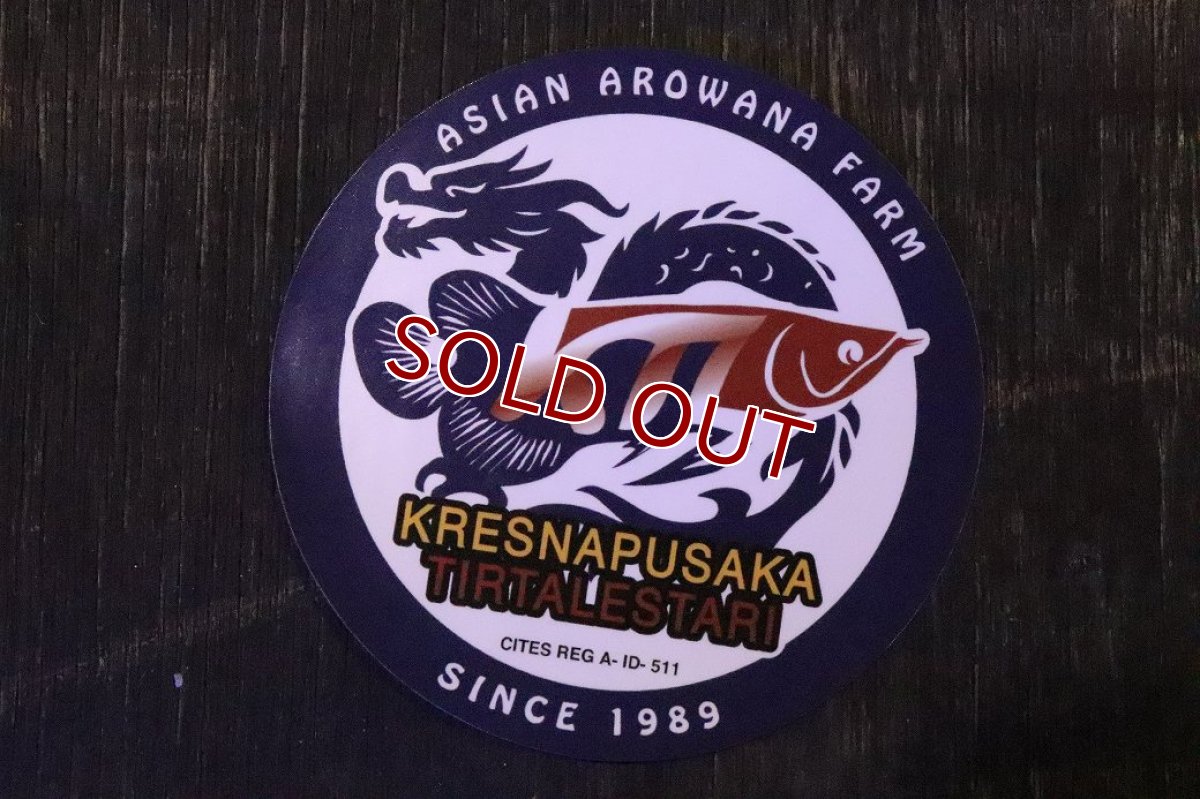 ASIAN AROWANA FARM
SOLD OUT
KRESNAPUSAKA
TIRTALESTARI
CITES REG A- ID- 511
SINCE 1989